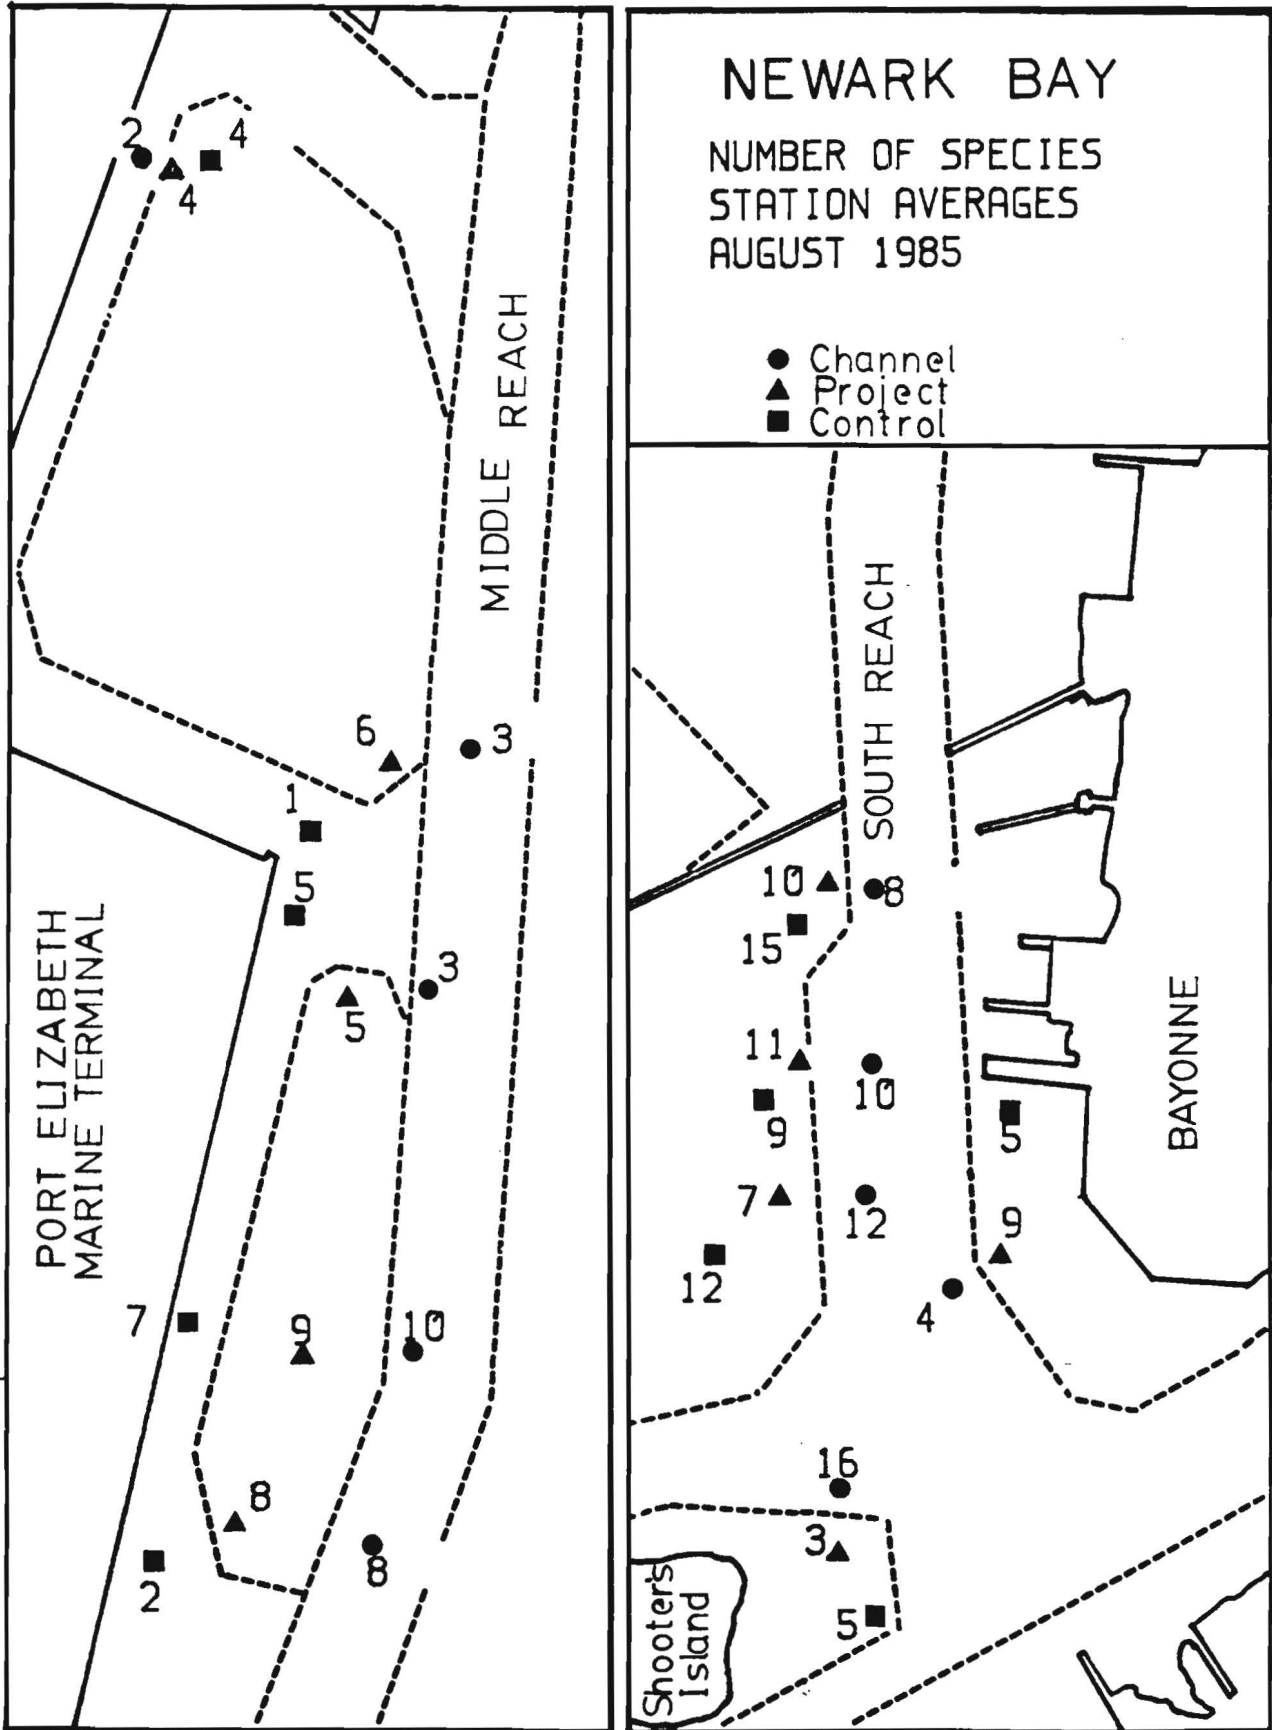 NEWARK BAY
NUMBER OF SPECIES
STATION AVERAGES
AUGUST 1985
Channel
Project
Control
2
4
4
MIDDLE REACH
6
3
1
5
3
5
PORT ELIZABETH
MARINE TERMINAL
7
9
10
8
2
8
SOUTH REACH
10
8
15
11
10
9
5
BAYONNE
7
12
9
12
4
16
3
5
Shooter's
Island